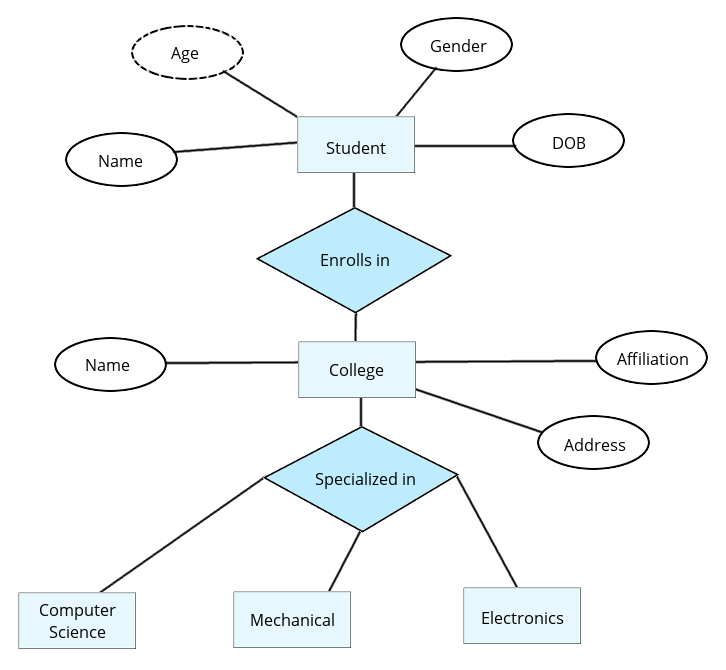 Age
Gender
Name
Student
DOB
Enrolls in
Name
College
Affiliation
Address
Specialized in
Computer
Science
Mechanical
Electronics